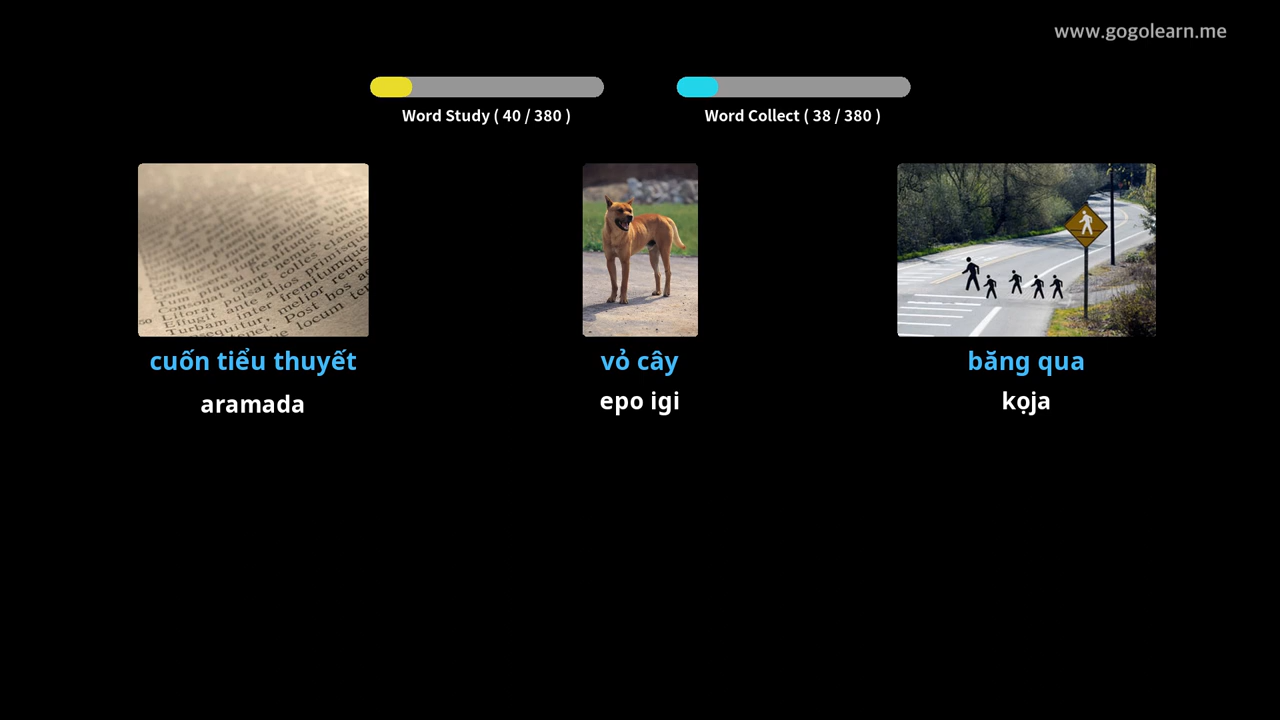 www.gogolearn.me
Word Study ( 40 / 380 )
Word Collect ( 38 / 380 )
cuốn tiểu thuyết
vỏ cây
băng qua
aramada
epo igi
kọja